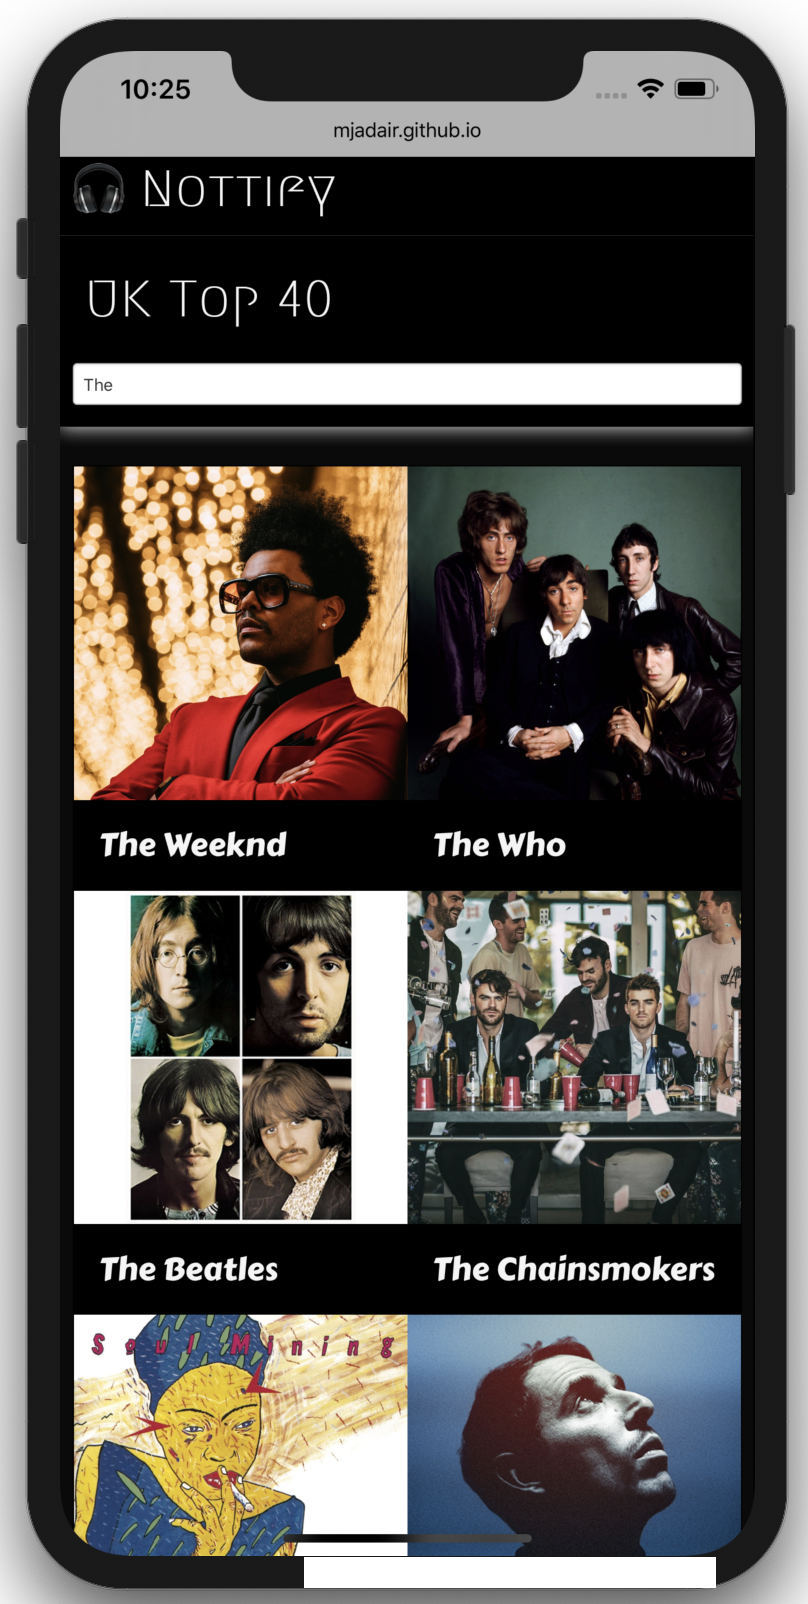 10:25
mjadair.github.io
Nottify
UK Top 40
The
The Weeknd
The Who
The Beatles
The Chainsmokers
Soul Mining